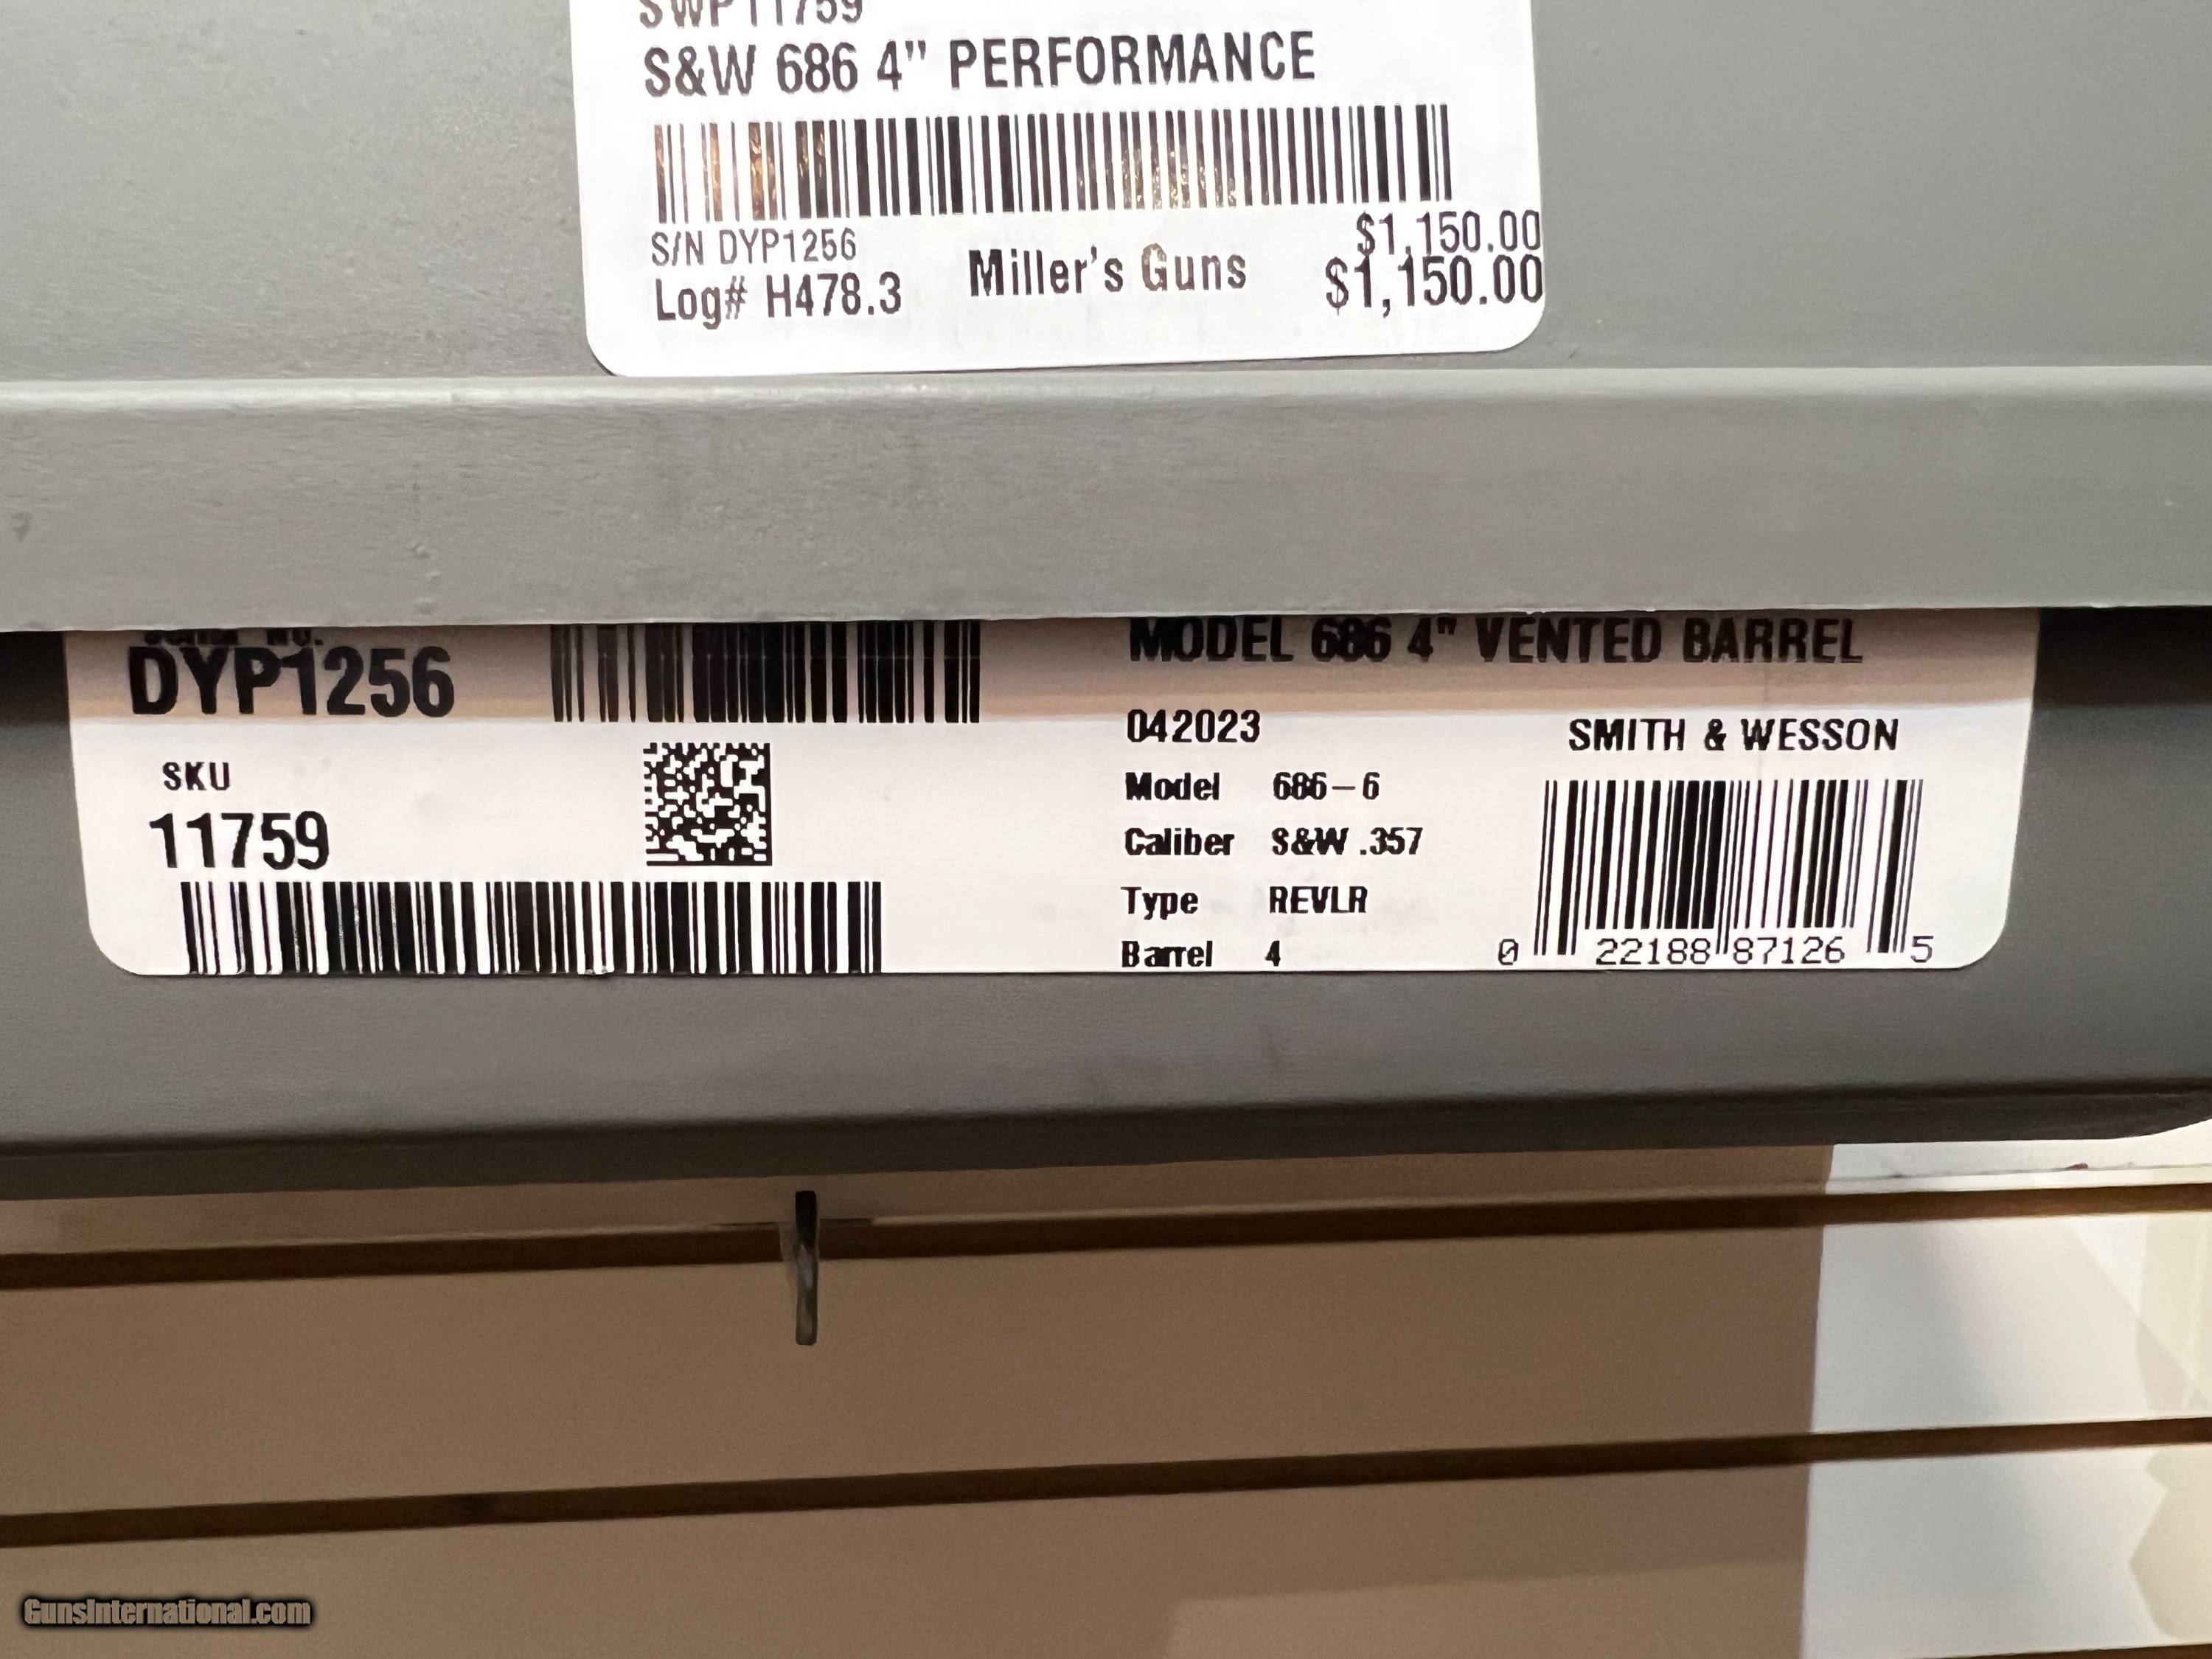 SWP11759
S&W 686 4" PERFORMANCE
S/N DYP1256
Log# H478.3
Miller's Guns
$1,150.00
$1,150.00
DYP1256
SKU
11759
MODEL 686 4" VENTED BARREL
042023
Model 686-6
Caliber S&W .357
Type REVLR
Barrel 4
SMITH & WESSON
0 22188 87126 5
GunsInternational.com